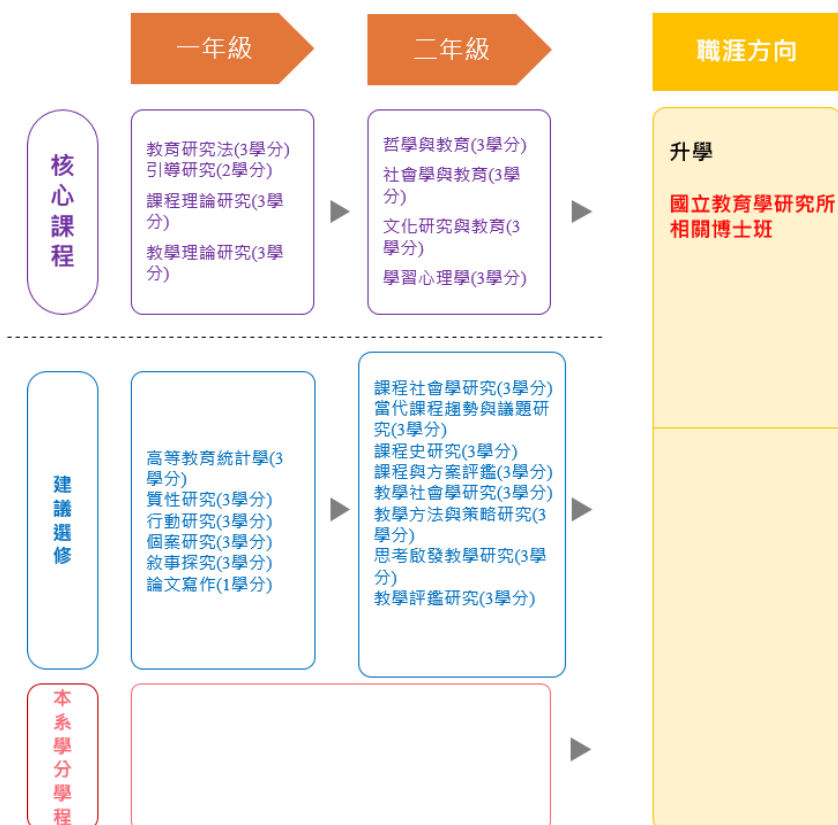 一年級
二年級
職涯方向
核心課程
教育研究法(3學分)
引導研究(2學分)
課程理論研究(3學
分)
教學理論研究(3學
分)
哲學與教育(3學分)
社會學與教育(3學
分)
文化研究與教育(3
學分)
學習心理學(3學分)
升學
國立教育學研究所
相關博士班
建議選修
高等教育統計學(3
學分)
質性研究(3學分)
行動研究(3學分)
個案研究(3學分)
敘事探究(3學分)
論文寫作(1學分)
課程社會學研究(3學分)
當代課程趨勢與議題研
究(3學分)
課程史研究(3學分)
課程與方案評鑑(3學分)
教學社會學研究(3學分)
教學方法與策略研究(3
學分)
思考啟發教學研究(3學
分)
教學評鑑研究(3學分)
本系學分學程